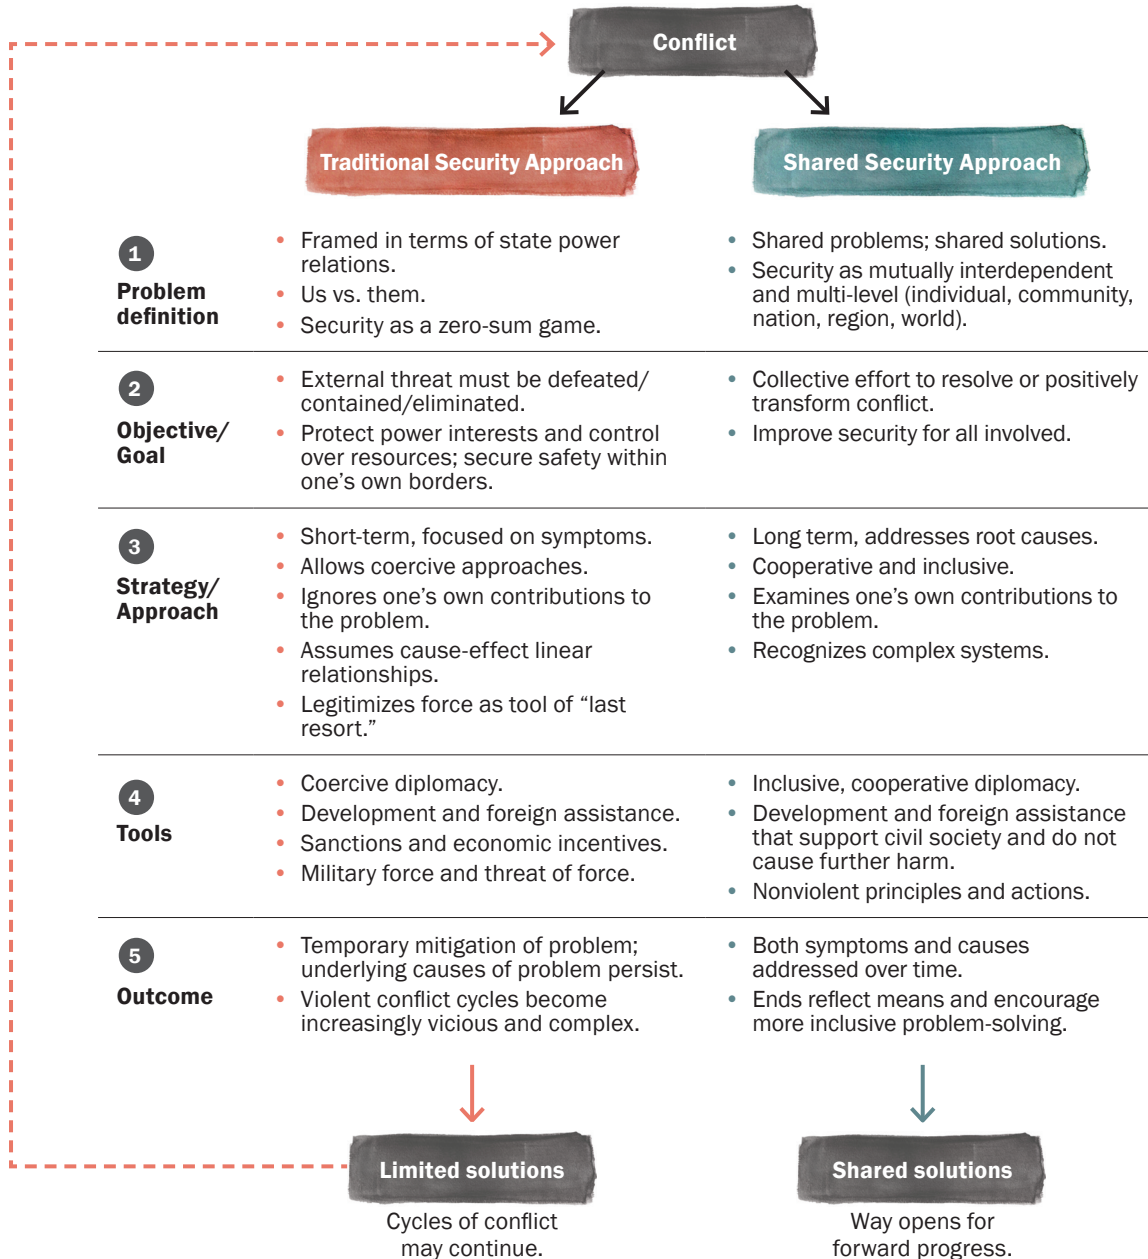 Conflict
Traditional Security Approach
Shared Security Approach
1
Problem
definition
• Framed in terms of state power
relations.
• Us vs. them.
• Security as a zero-sum game.
• Shared problems; shared solutions.
• Security as mutually interdependent
and multi-level (individual, community,
nation, region, world).
2
Objective/
Goal
• External threat must be defeated/
contained/eliminated.
• Protect power interests and control
over resources; secure safety within
one’s own borders.
• Collective effort to resolve or positively
transform conflict.
• Improve security for all involved.
3
Strategy/
Approach
• Short-term, focused on symptoms.
• Allows coercive approaches.
• Ignores one’s own contributions to
the problem.
• Assumes cause-effect linear
relationships.
• Legitimizes force as tool of “last
resort.”
• Long term, addresses root causes.
• Cooperative and inclusive.
• Examines one’s own contributions to
the problem.
• Recognizes complex systems.
4
Tools
• Coercive diplomacy.
• Development and foreign assistance.
• Sanctions and economic incentives.
• Military force and threat of force.
• Inclusive, cooperative diplomacy.
• Development and foreign assistance
that support civil society and do not
cause further harm.
• Nonviolent principles and actions.
5
Outcome
• Temporary mitigation of problem;
underlying causes of problem persist.
• Violent conflict cycles become
increasingly vicious and complex.
• Both symptoms and causes
addressed over time.
• Ends reflect means and encourage
more inclusive problem-solving.
Limited solutions
Cycles of conflict
may continue.
Shared solutions
Way opens for
forward progress.